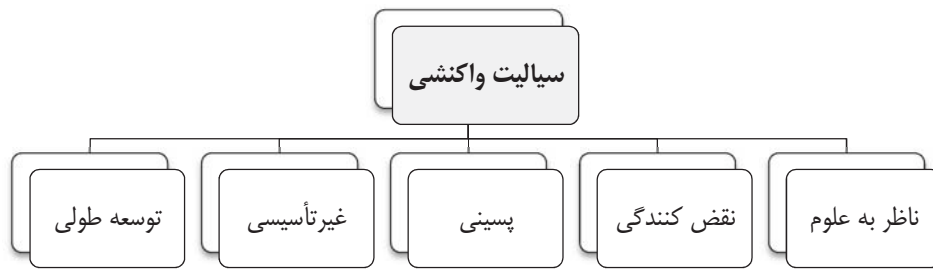 سیالیت واکنشی
ناظر به علوم
نقض کنندگی
پسینی
غیرتأسیسی
توسعه طولی